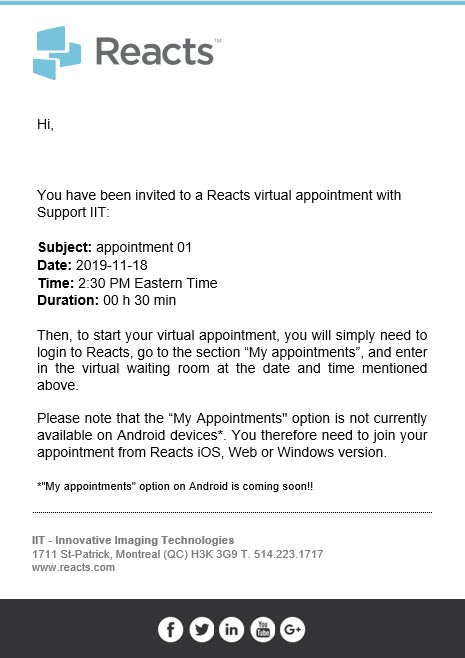 Reacts™
Hi,
You have been invited to a Reacts virtual appointment with
Support IIT:
Subject: appointment 01
Date: 2019-11-18
Time: 2:30 PM Eastern Time
Duration: 00 h 30 min
Then, to start your virtual appointment, you will simply need to
login to Reacts, go to the section “My appointments”, and enter
in the virtual waiting room at the date and time mentioned
above.
Please note that the “My Appointments" option is not currently
available on Android devices*. You therefore need to join your
appointment from Reacts iOS, Web or Windows version.
*"My appointments" option on Android is coming soon!!
IIT - Innovative Imaging Technologies
1711 St-Patrick, Montreal (QC) H3K 3G9 T. 514.223.1717
www.reacts.com
f in You Tube G+